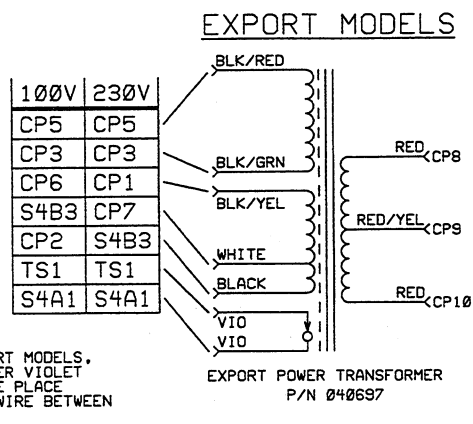 EXPORT MODELS
BLK/RED
100V 230V
CP5 CP5
CP3 CP3
CP6 CP1
S4B3 CP7
CP2 S4B3
TS1 TS1
S4A1 S4A1
BLK/GRN
BLK/YEL
WHITE
BLACK
VIO
VIO
RED CP8
RED/YEL CP9
RED CP10
RT MODELS,
ER VIOLET
E PLACE
WIRE BETWEEN
EXPORT POWER TRANSFORMER
P/N 040697